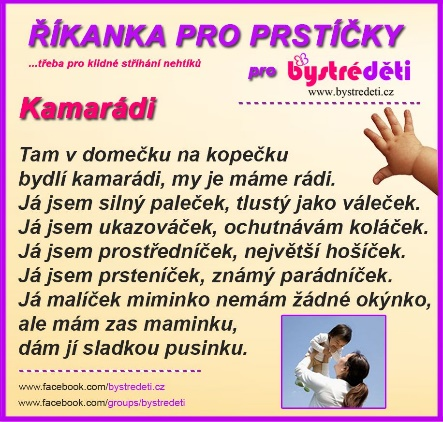 ŘÍKANKA PRO PRSTÍČKY
...třeba pro klidné stříhání nehtíků
pro bystréděti
www.bystredeti.cz
Kamarádi
Tam v domečku na kopečku
bydlí kamarádi, my je máme rádi.
Já jsem silný paleček, tlustý jako váleček.
Já jsem ukazováček, ochutnávám koláček.
Já jsem prostředníček, největší hošíček.
Já jsem prsteníček, známý parádníček.
Já malíček miminko nemám žádné okýnko,
ale mám zas maminku,
dám jí sladkou pusinku.
www.facebook.com/bystredeti.cz
www.facebook.com/groups/bystredeti